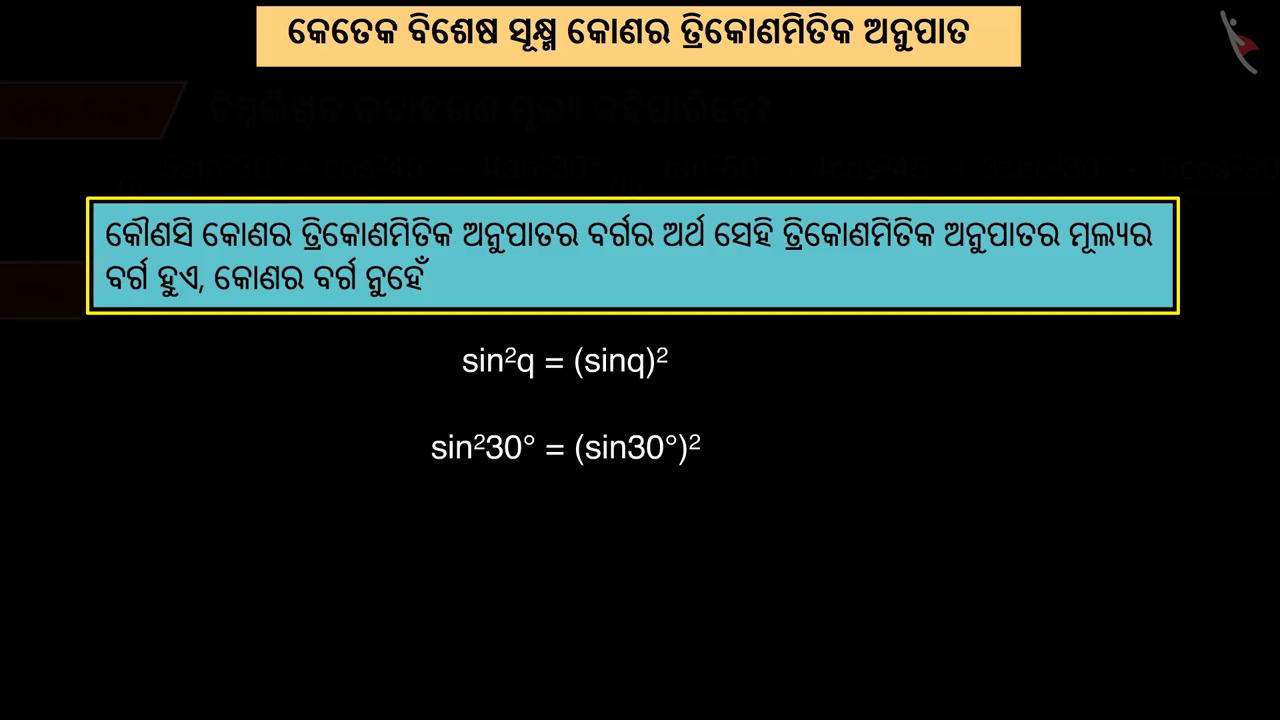 କେତେକ ବିଶେଷ ସୂକ୍ଷ୍ମ କୋଣର ତ୍ରିକୋଣମିତିକ ଅନୁପାତ
କୌଣସି କୋଣର ତ୍ରିକୋଣମିତିକ ଅନୁପାତର ବର୍ଗର ଅର୍ଥ ସେହି ତ୍ରିକୋଣମିତିକ ଅନୁପାତର ମୂଲ୍ୟର
ବର୍ଗ ହୁଏ, କୋଣର ବର୍ଗ ନୁହେଁ
sin²q = (sinq)²
sin²30° = (sin30°)²